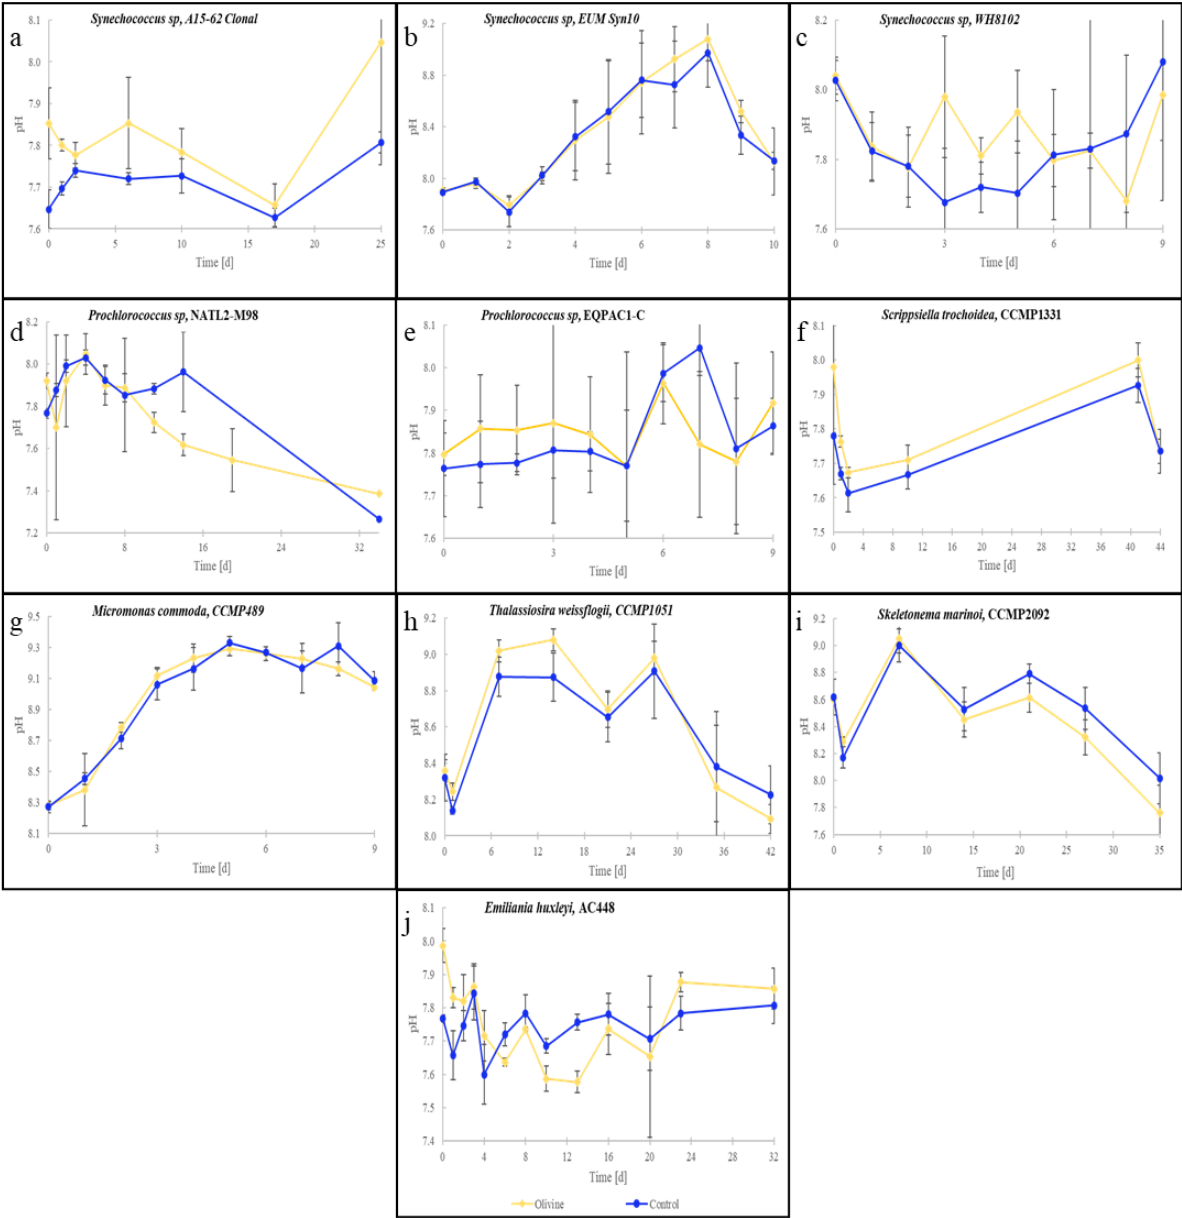 a
Synechococcus sp, A15-62 Clonal
8.1
8.0
7.9
7.8
7.7
7.6
pH
0 5 10 15 20 25
Time [d]
b
Synechococcus sp, EUM Syn10
9.2
8.8
8.4
8.0
7.6
pH
0 2 4 6 8 10
Time [d]
c
Synechococcus sp, WH8102
8.2
8.0
7.8
7.6
pH
0 3 6 9
Time [d]
d
Prochlorococcus sp, NATL2-M98
8.2
8.0
7.8
7.6
7.4
7.2
pH
0 8 16 24 32
Time [d]
e
Prochlorococcus sp, EQPAC1-C
8.1
8.0
7.9
7.8
7.7
7.6
pH
0 3 6 9
Time [d]
f
Scrippsiella trochoidea, CCMP1331
8.1
8.0
7.9
7.8
7.7
7.6
7.5
pH
0 4 8 12 16 20 24 28 32 36 40 44
Time [d]
g
Micromonas commoda, CCMP489
9.5
9.3
9.1
8.9
8.7
8.5
8.3
8.1
pH
0 3 6 9
Time [d]
h
Thalassiosira weissflogii, CCMP1051
9.2
9.0
8.8
8.6
8.4
8.2
8.0
pH
0 6 12 18 24 30 36 42
Time [d]
i
Skeletonema marinoi, CCMP2092
9.2
9.0
8.8
8.6
8.4
8.2
8.0
7.8
7.6
pH
0 5 10 15 20 25 30 35
Time [d]
j
Emiliania huxleyi, AC448
8.1
8.0
7.9
7.8
7.7
7.6
7.5
7.4
pH
0 4 8 12 16 20 24 28 32
Time [d]
Olivine Control